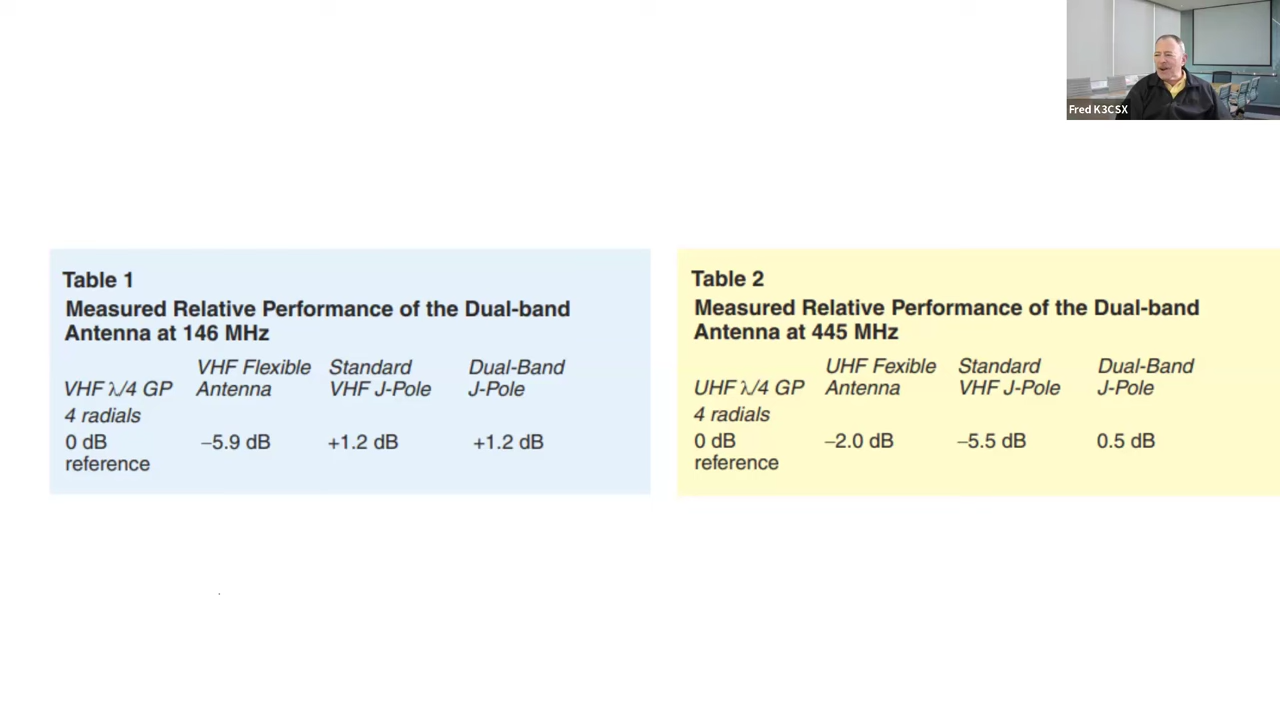 Fred K3CSX
Table 1
Measured Relative Performance of the Dual-band
Antenna at 146 MHz
VHF Flexible Standard Dual-Band
VHF λ/4 GP Antenna VHF J-Pole J-Pole
4 radials
0 dB –5.9 dB +1.2 dB +1.2 dB
reference
Table 2
Measured Relative Performance of the Dual-band
Antenna at 445 MHz
UHF Fexible Standard Dual-Band
UHF λ/4 GP Antenna VHF J-Pole J-Pole
4 radials
0 dB –2.0 dB –5.5 dB 0.5 dB
reference